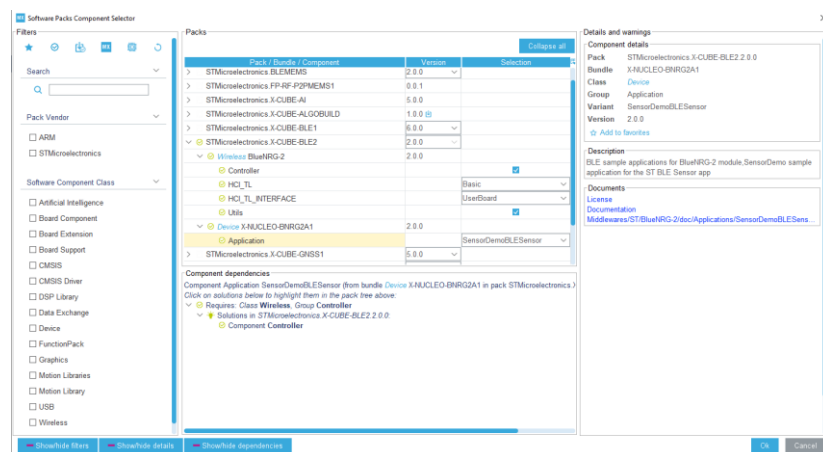 MX Software Packs Component Selector
Filters
MX
Search
Pack Vendor
ARM
STMicroelectronics
Software Component Class
Artificial Intelligence
Board Component
Board Extension
Board Support
CMSIS
CMSIS Driver
DSP Library
Data Exchange
Device
FunctionPack
Graphics
Motion Libraries
Motion Library
USB
Wireless
Packs
Collapse all
Pack / Bundle / Component Version Selection
> STMicroelectronics.BLEMEMS 2.0.0
> STMicroelectronics.FP-RF-P2PMEMS1 0.0.1
> STMicroelectronics.X-CUBE-AI 5.0.0
> STMicroelectronics.X-CUBE-ALGOBUILD 1.0.0
> STMicroelectronics.X-CUBE-BLE1 6.0.0
STMicroelectronics.X-CUBE-BLE2 2.0.0
Wireless BlueNRG-2 2.0.0
Controller
HCI_TL Basic
HCI_TL_INTERFACE UserBoard
Utils
Device X-NUCLEO-BNRG2A1 2.0.0
Application SensorDemoBLESensor
> STMicroelectronics.X-CUBE-GNSS1 5.0.0
Component dependencies
Component Application SensorDemoBLESensor (from bundle Device X-NUCLEO-BNRG2A1 in pack STMicroelectronics.X
Click on solutions below to highlight them in the pack tree above:
Requires: Class Wireless, Group Controller
Solutions in STMicroelectronics.X-CUBE-BLE2.2.0.0:
Component Controller
Details and warnings
Component details
Pack STMicroelectronics.X-CUBE-BLE2.2.0.0
Bundle X-NUCLEO-BNRG2A1
Class Device
Group Application
Variant SensorDemoBLESensor
Version 2.0.0
Add to favorites
Description
BLE sample applications for BlueNRG-2 module,SensorDemo sample
application for the ST BLE Sensor app
Documents
License
Documentation
Middlewares/ST/BlueNRG-2/doc/Applications/SensorDemoBLESens...
Show/hide filters Show/hide details Show/hide dependencies Ok Cancel